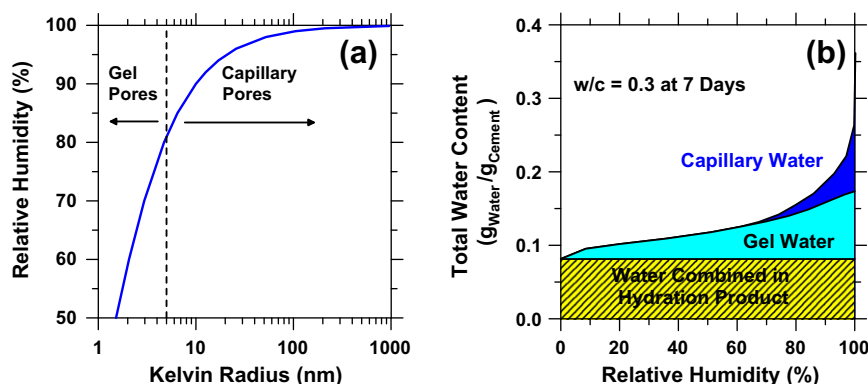 (a)
Relative Humidity (%)
100
90
80
70
60
50
Gel
Pores
Capillary
Pores
1
10
100
1000
Kelvin Radius (nm)
(b)
Total Water Content
(gWater/gCement)
0.4
0.3
0.2
0.1
0.0
w/c = 0.3 at 7 Days
Capillary Water
Gel Water
Water Combined in
Hydration Product
0
20
40
60
80
100
Relative Humidity (%)